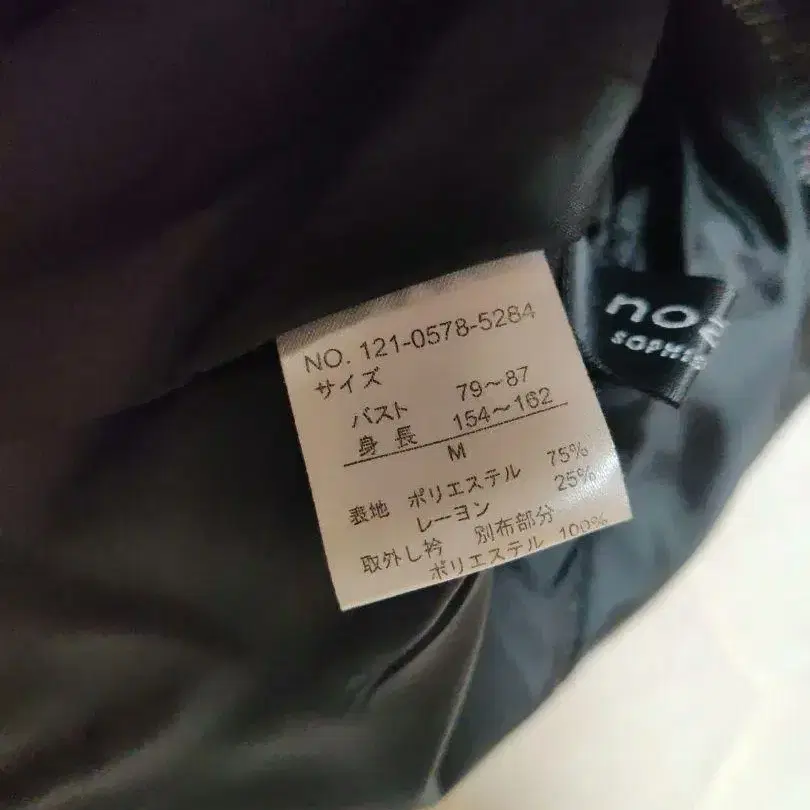 NO. 121-0578-5284
サイズ
バスト 79～87
身長 154～162
M
表地 ポリエステル 75%
レーヨン 25%
取外し衿 別布部分
ポリエステル 100%